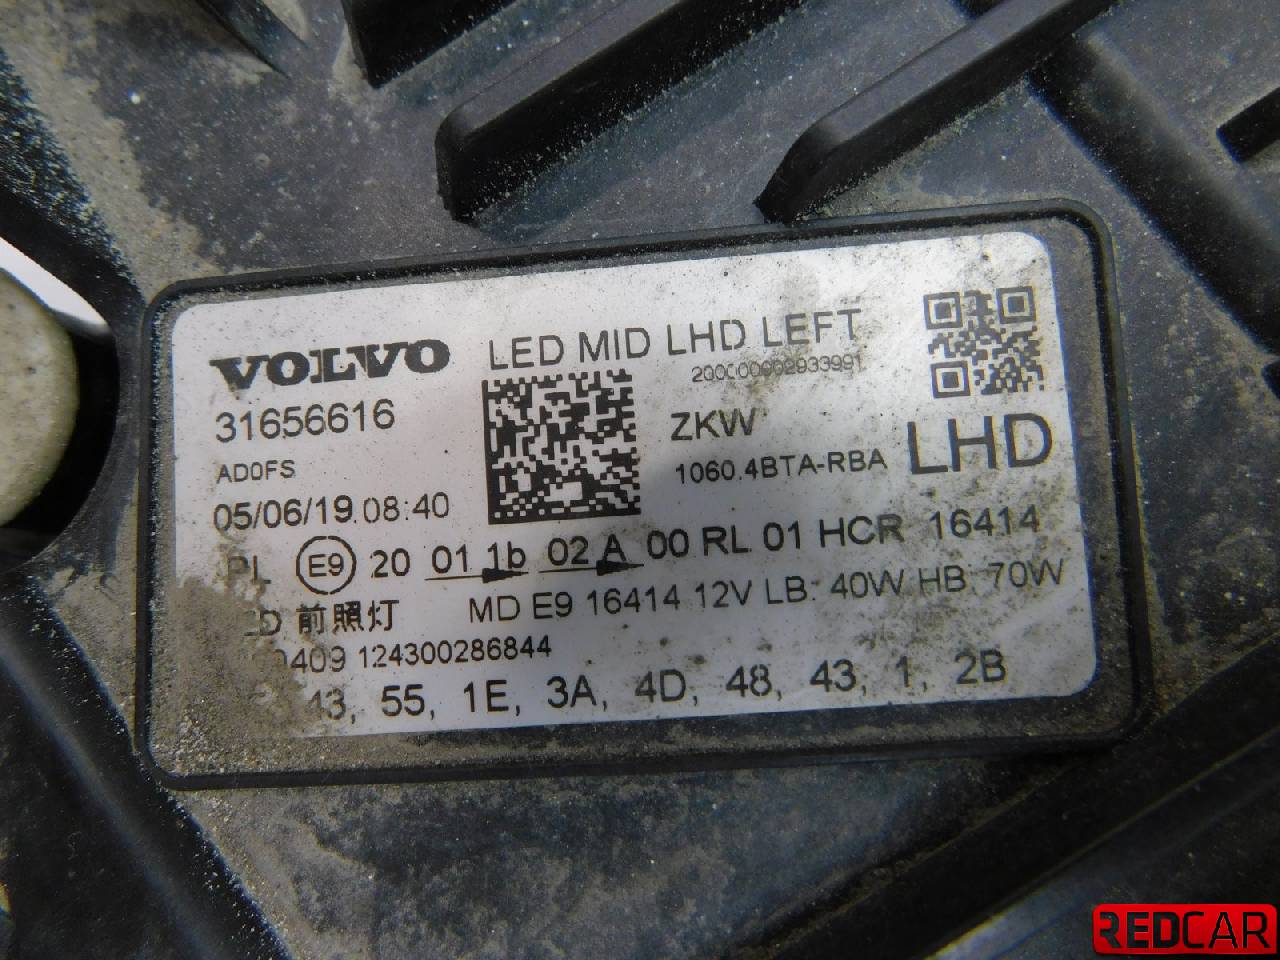 VOLVO LED MID LHD LEFT
31656616 ZKW
AD0FS 1060.4BTA-RBA LHD
05/06/19 08:40
PL E9 20 01 1b 02 A 00 RL 01 HCR 16414
前照灯 MD E9 16414 12V LB: 40W HB: 70W
124300286844
55, 1E, 3A, 4D, 48, 43, 1, 2B
REDCAR